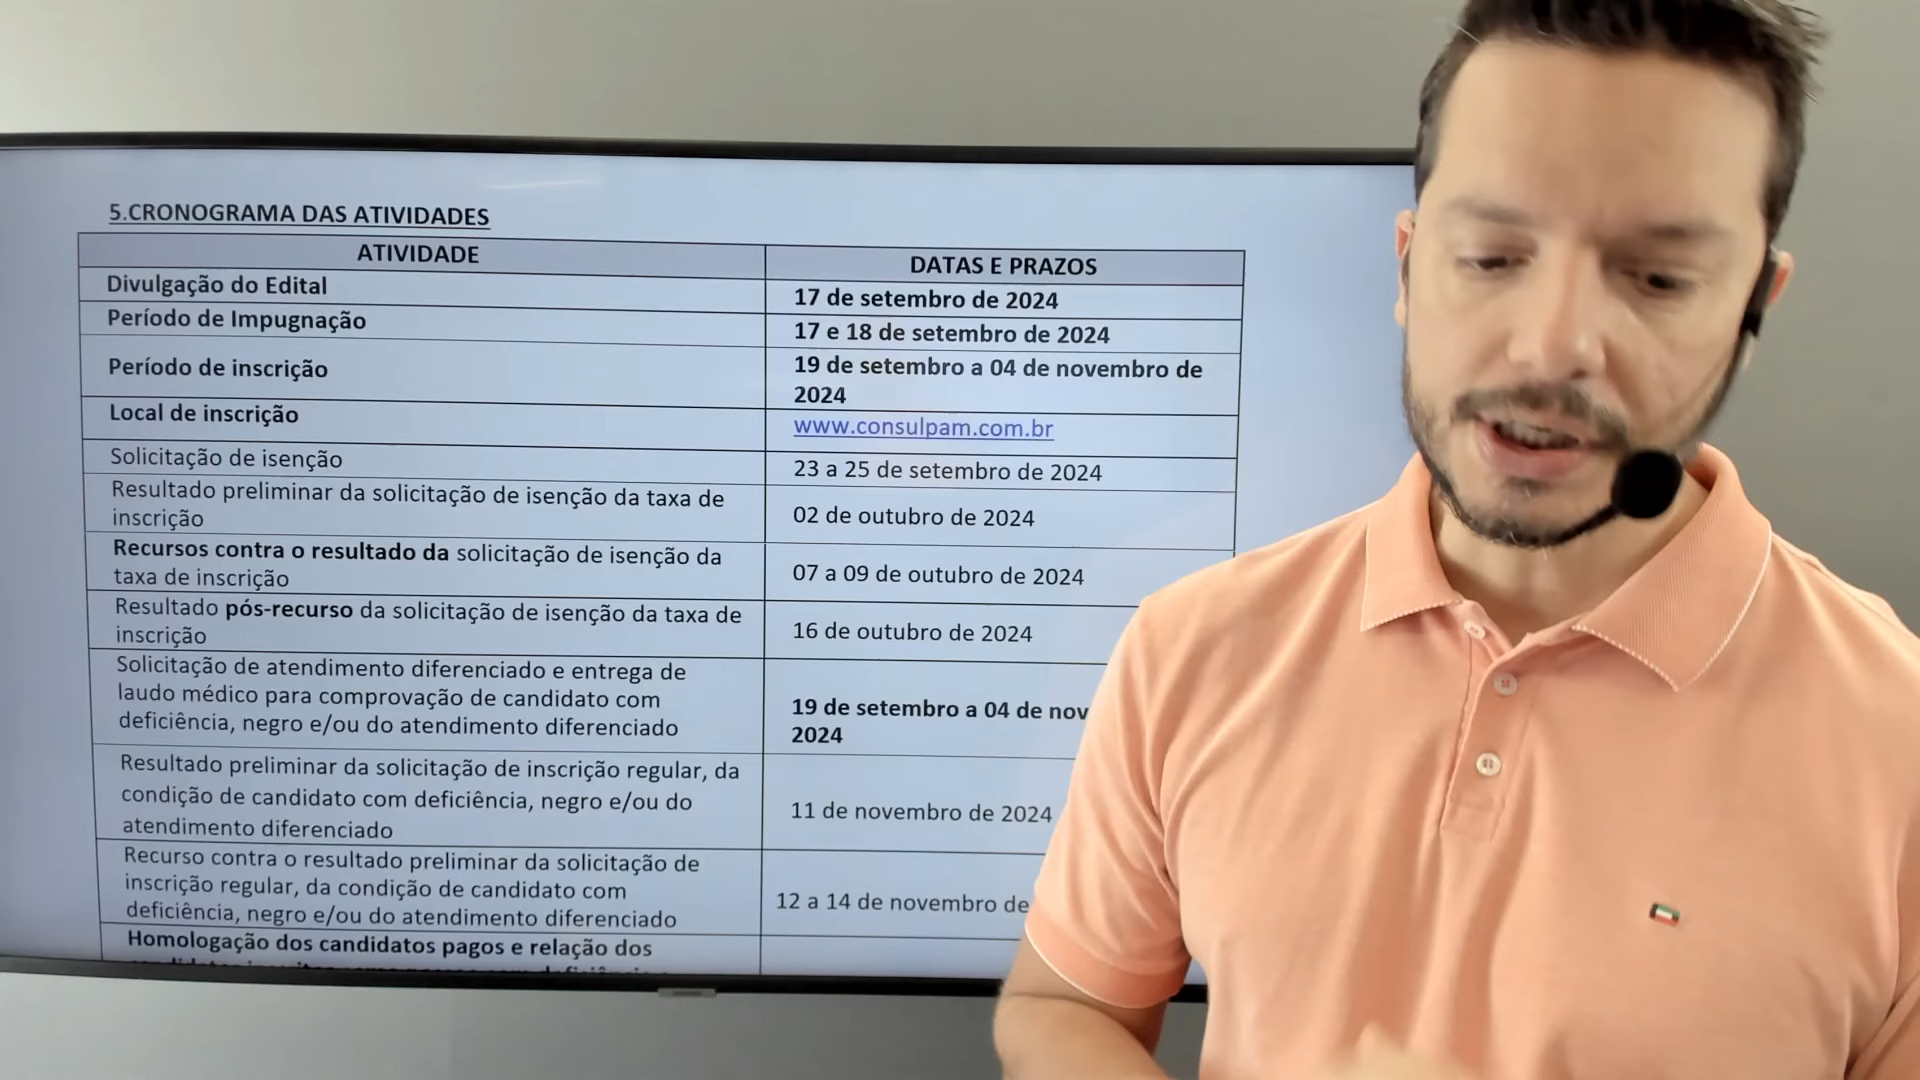 5.CRONOGRAMA DAS ATIVIDADES
ATIVIDADE
DATAS E PRAZOS
Divulgação do Edital
17 de setembro de 2024
Período de Impugnação
17 e 18 de setembro de 2024
Período de inscrição
19 de setembro a 04 de novembro de
2024
Local de inscrição
www.consulpam.com.br
Solicitação de isenção
23 a 25 de setembro de 2024
Resultado preliminar da solicitação de isenção da taxa de
inscrição
02 de outubro de 2024
Recursos contra o resultado da solicitação de isenção da
taxa de inscrição
07 a 09 de outubro de 2024
Resultado pós-recurso da solicitação de isenção da taxa de
inscrição
16 de outubro de 2024
Solicitação de atendimento diferenciado e entrega de
laudo médico para comprovação de candidato com
deficiência, negro e/ou do atendimento diferenciado
19 de setembro a 04 de nov
2024
Resultado preliminar da solicitação de inscrição regular, da
condição de candidato com deficiência, negro e/ou do
atendimento diferenciado
11 de novembro de 2024
Recurso contra o resultado preliminar da solicitação de
inscrição regular, da condição de candidato com
deficiência, negro e/ou do atendimento diferenciado
12 a 14 de novembro de
Homologação dos candidatos pagos e relação dos